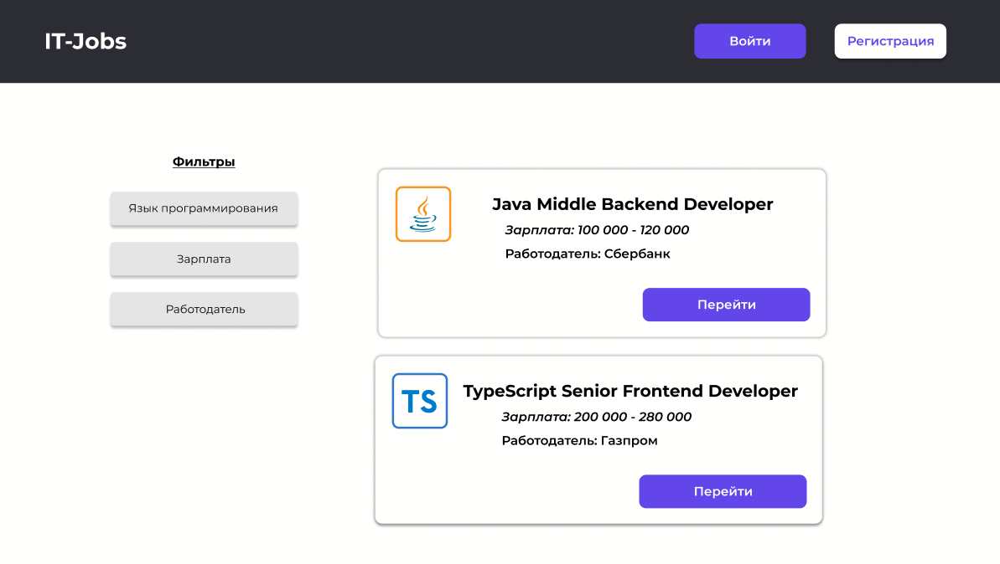 IT-Jobs
Войти
Регистрация
Фильтры
Язык программирования
Зарплата
Работодатель
Java Middle Backend Developer
Зарплата: 100 000 - 120 000
Работодатель: Сбербанк
Перейти
TS
TypeScript Senior Frontend Developer
Зарплата: 200 000 - 280 000
Работодатель: Газпром
Перейти